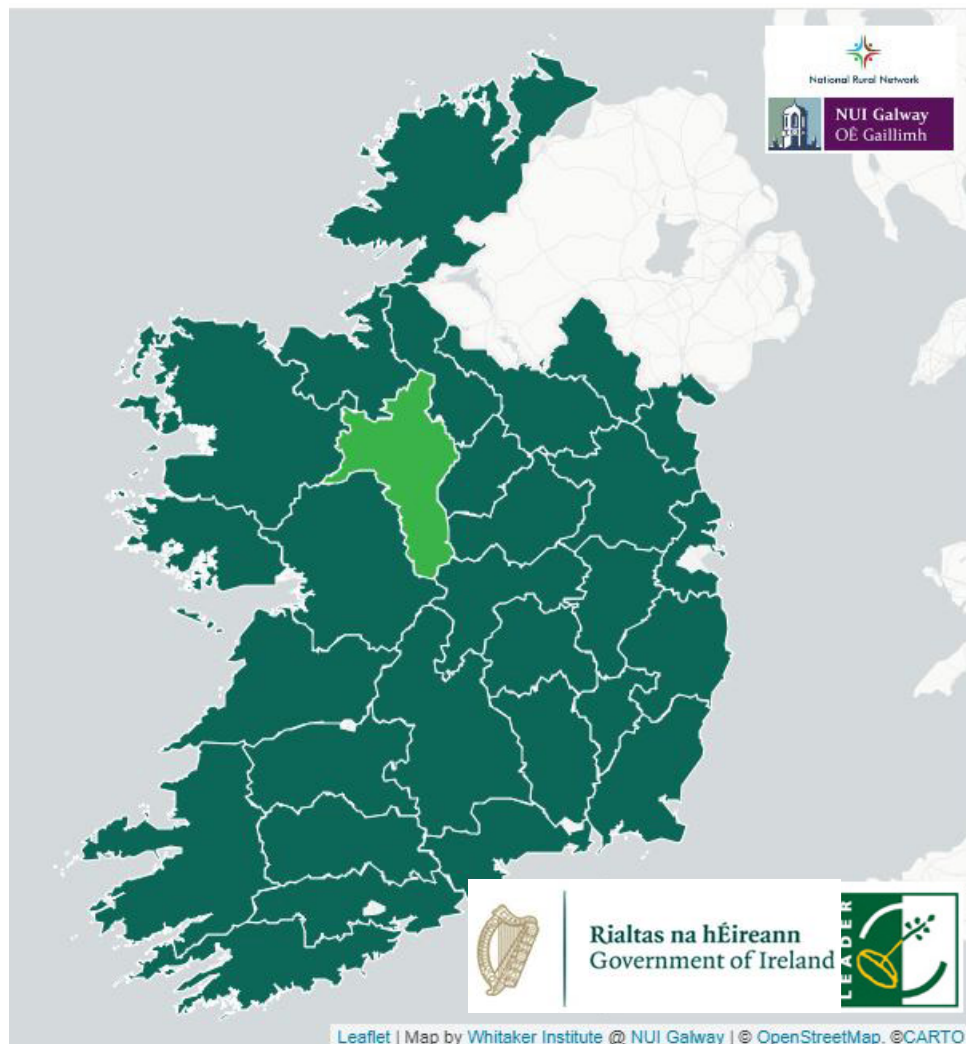 National Rural Network
NUI Galway
OÉ Gaillimh
Rialtas na hÉireann
Government of Ireland
LEADER
Leaflet | Map by Whitaker Institute @ NUI Galway | © OpenStreetMap, ©CARTO